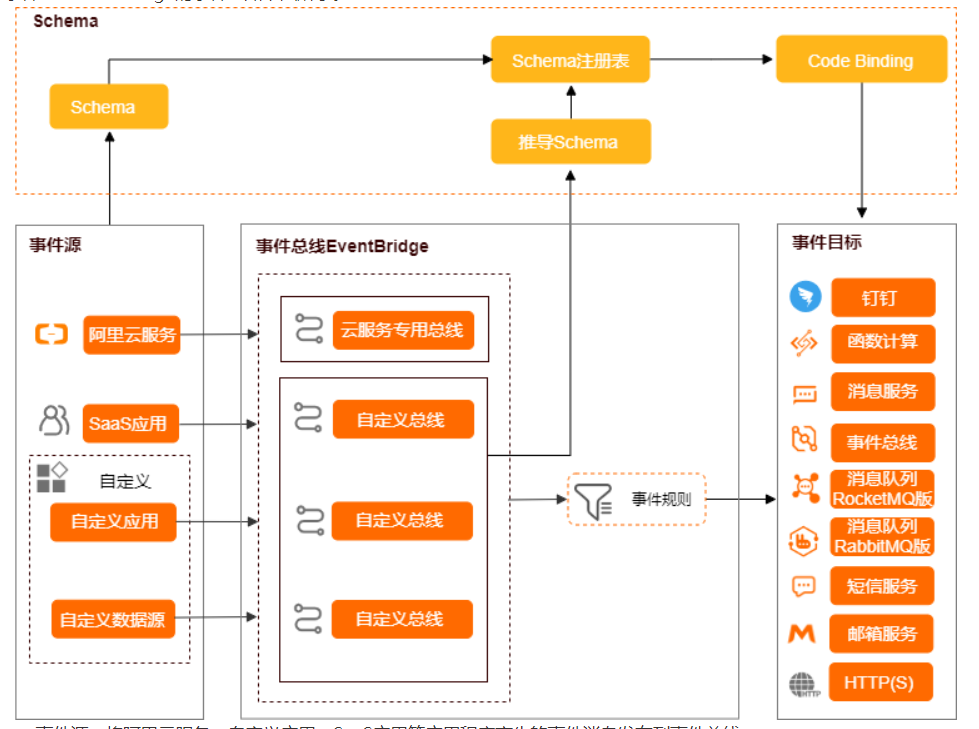 Schema
Schema注册表
Code Binding
Schema
推导Schema
事件源
阿里云服务
SaaS应用
自定义
自定义应用
自定义数据源
事件总线EventBridge
云服务专用总线
自定义总线
自定义总线
自定义总线
事件规则
事件目标
钉钉
函数计算
消息服务
事件总线
消息队列
RocketMQ版
消息队列
RabbitMQ版
短信服务
邮箱服务
HTTP(S)
HTTP